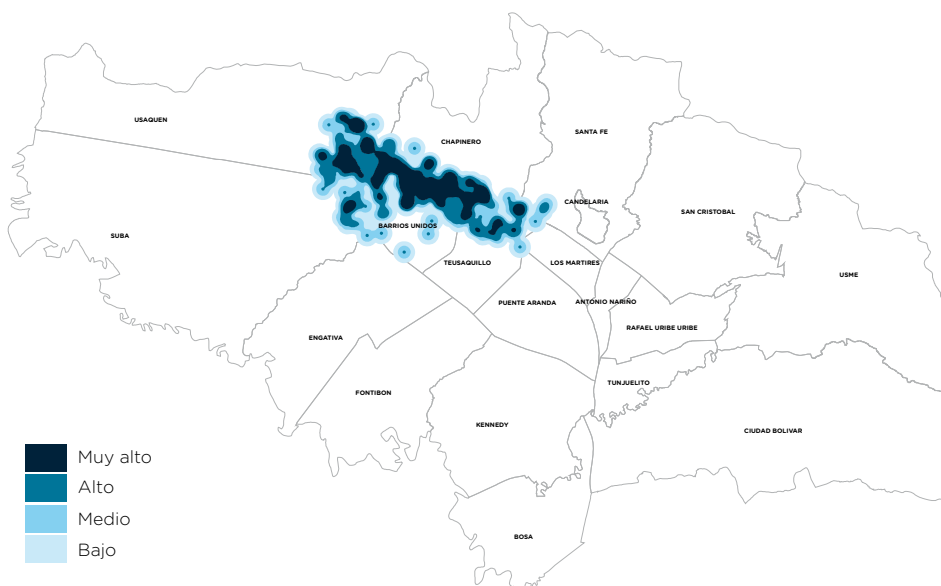 USAQUEN
SANTA FE
CHAPINERO
CANDELARIA
SAN CRISTOBAL
BARRIOS UNIDOS
SUBA
TEUSAQUILLO
LOS MARTIRES
USME
PUENTE ARANDA
ANTONIO NARIÑO
RAFAEL URIBE URIBE
ENGATIVA
TUNJUELITO
FONTIBON
KENNEDY
CIUDAD BOLIVAR
BOSA
Muy alto
Alto
Medio
Bajo